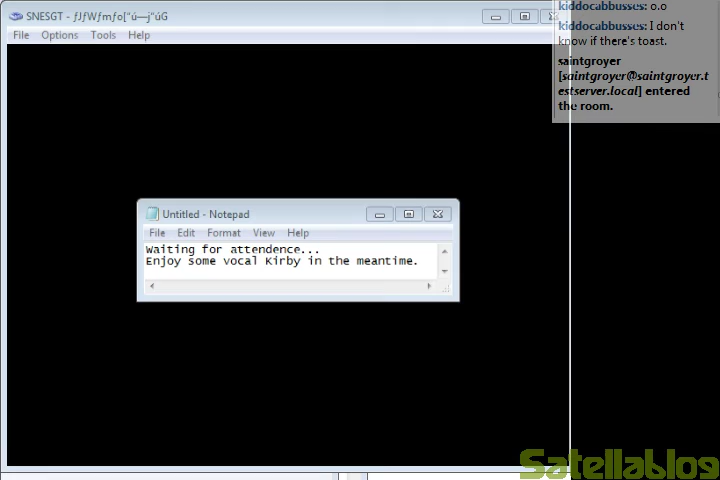 SNESGT - ƒJƒWƒmƒo["ú—j"úG
File Options Tools Help
kiddocabbusses: o.o
kiddocabbusses: I don't
know if there's toast.
saintgroyer
[saintgroyer@saintgroyer.t
estserver.local] entered
the room.
Untitled - Notepad
File Edit Format View Help
Waiting for attendence...
Enjoy some vocal Kirby in the meantime.
Satellablog